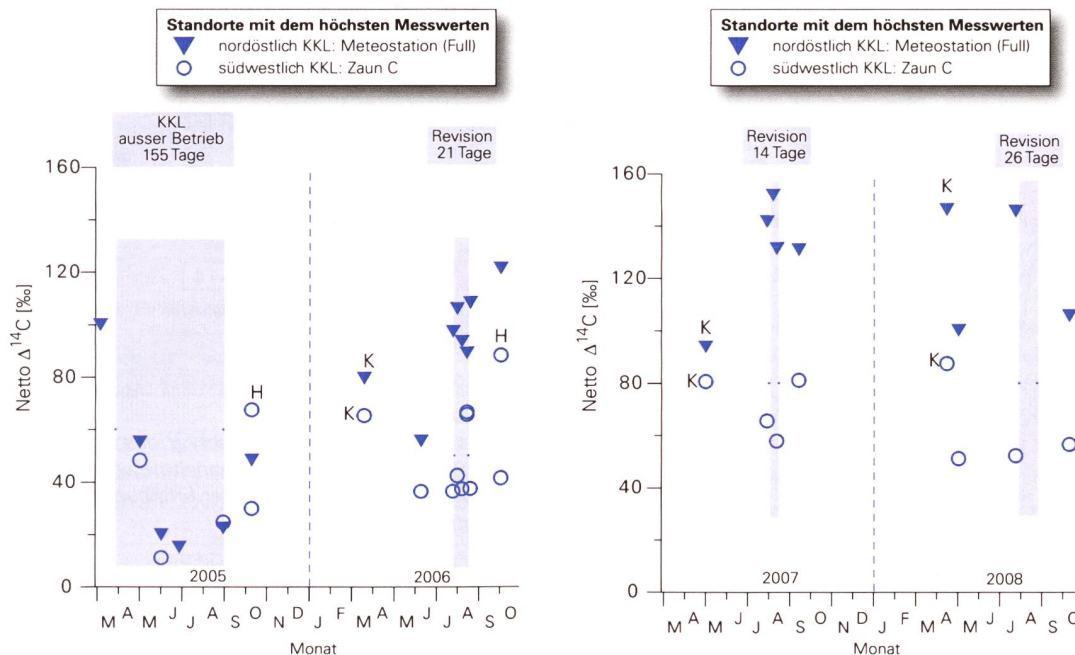 Standorte mit dem höchsten Messwerten
nordöstlich KKL: Meteostation (Full)
südwestlich KKL: Zaun C
KKL
ausser Betrieb
155 Tage
Revision
21 Tage
Netto Δ¹⁴C [‰]
160
120
80
40
0
H
K
K
H
2005
2006
M A M J J A S O N D J F M A M J J A S O
Monat
Standorte mit dem höchsten Messwerten
nordöstlich KKL: Meteostation (Full)
südwestlich KKL: Zaun C
Revision
14 Tage
Revision
26 Tage
Netto Δ¹⁴C [‰]
160
120
80
40
0
K
K
K
K
2007
2008
M A M J J A S O N D J F M A M J J A S O
Monat